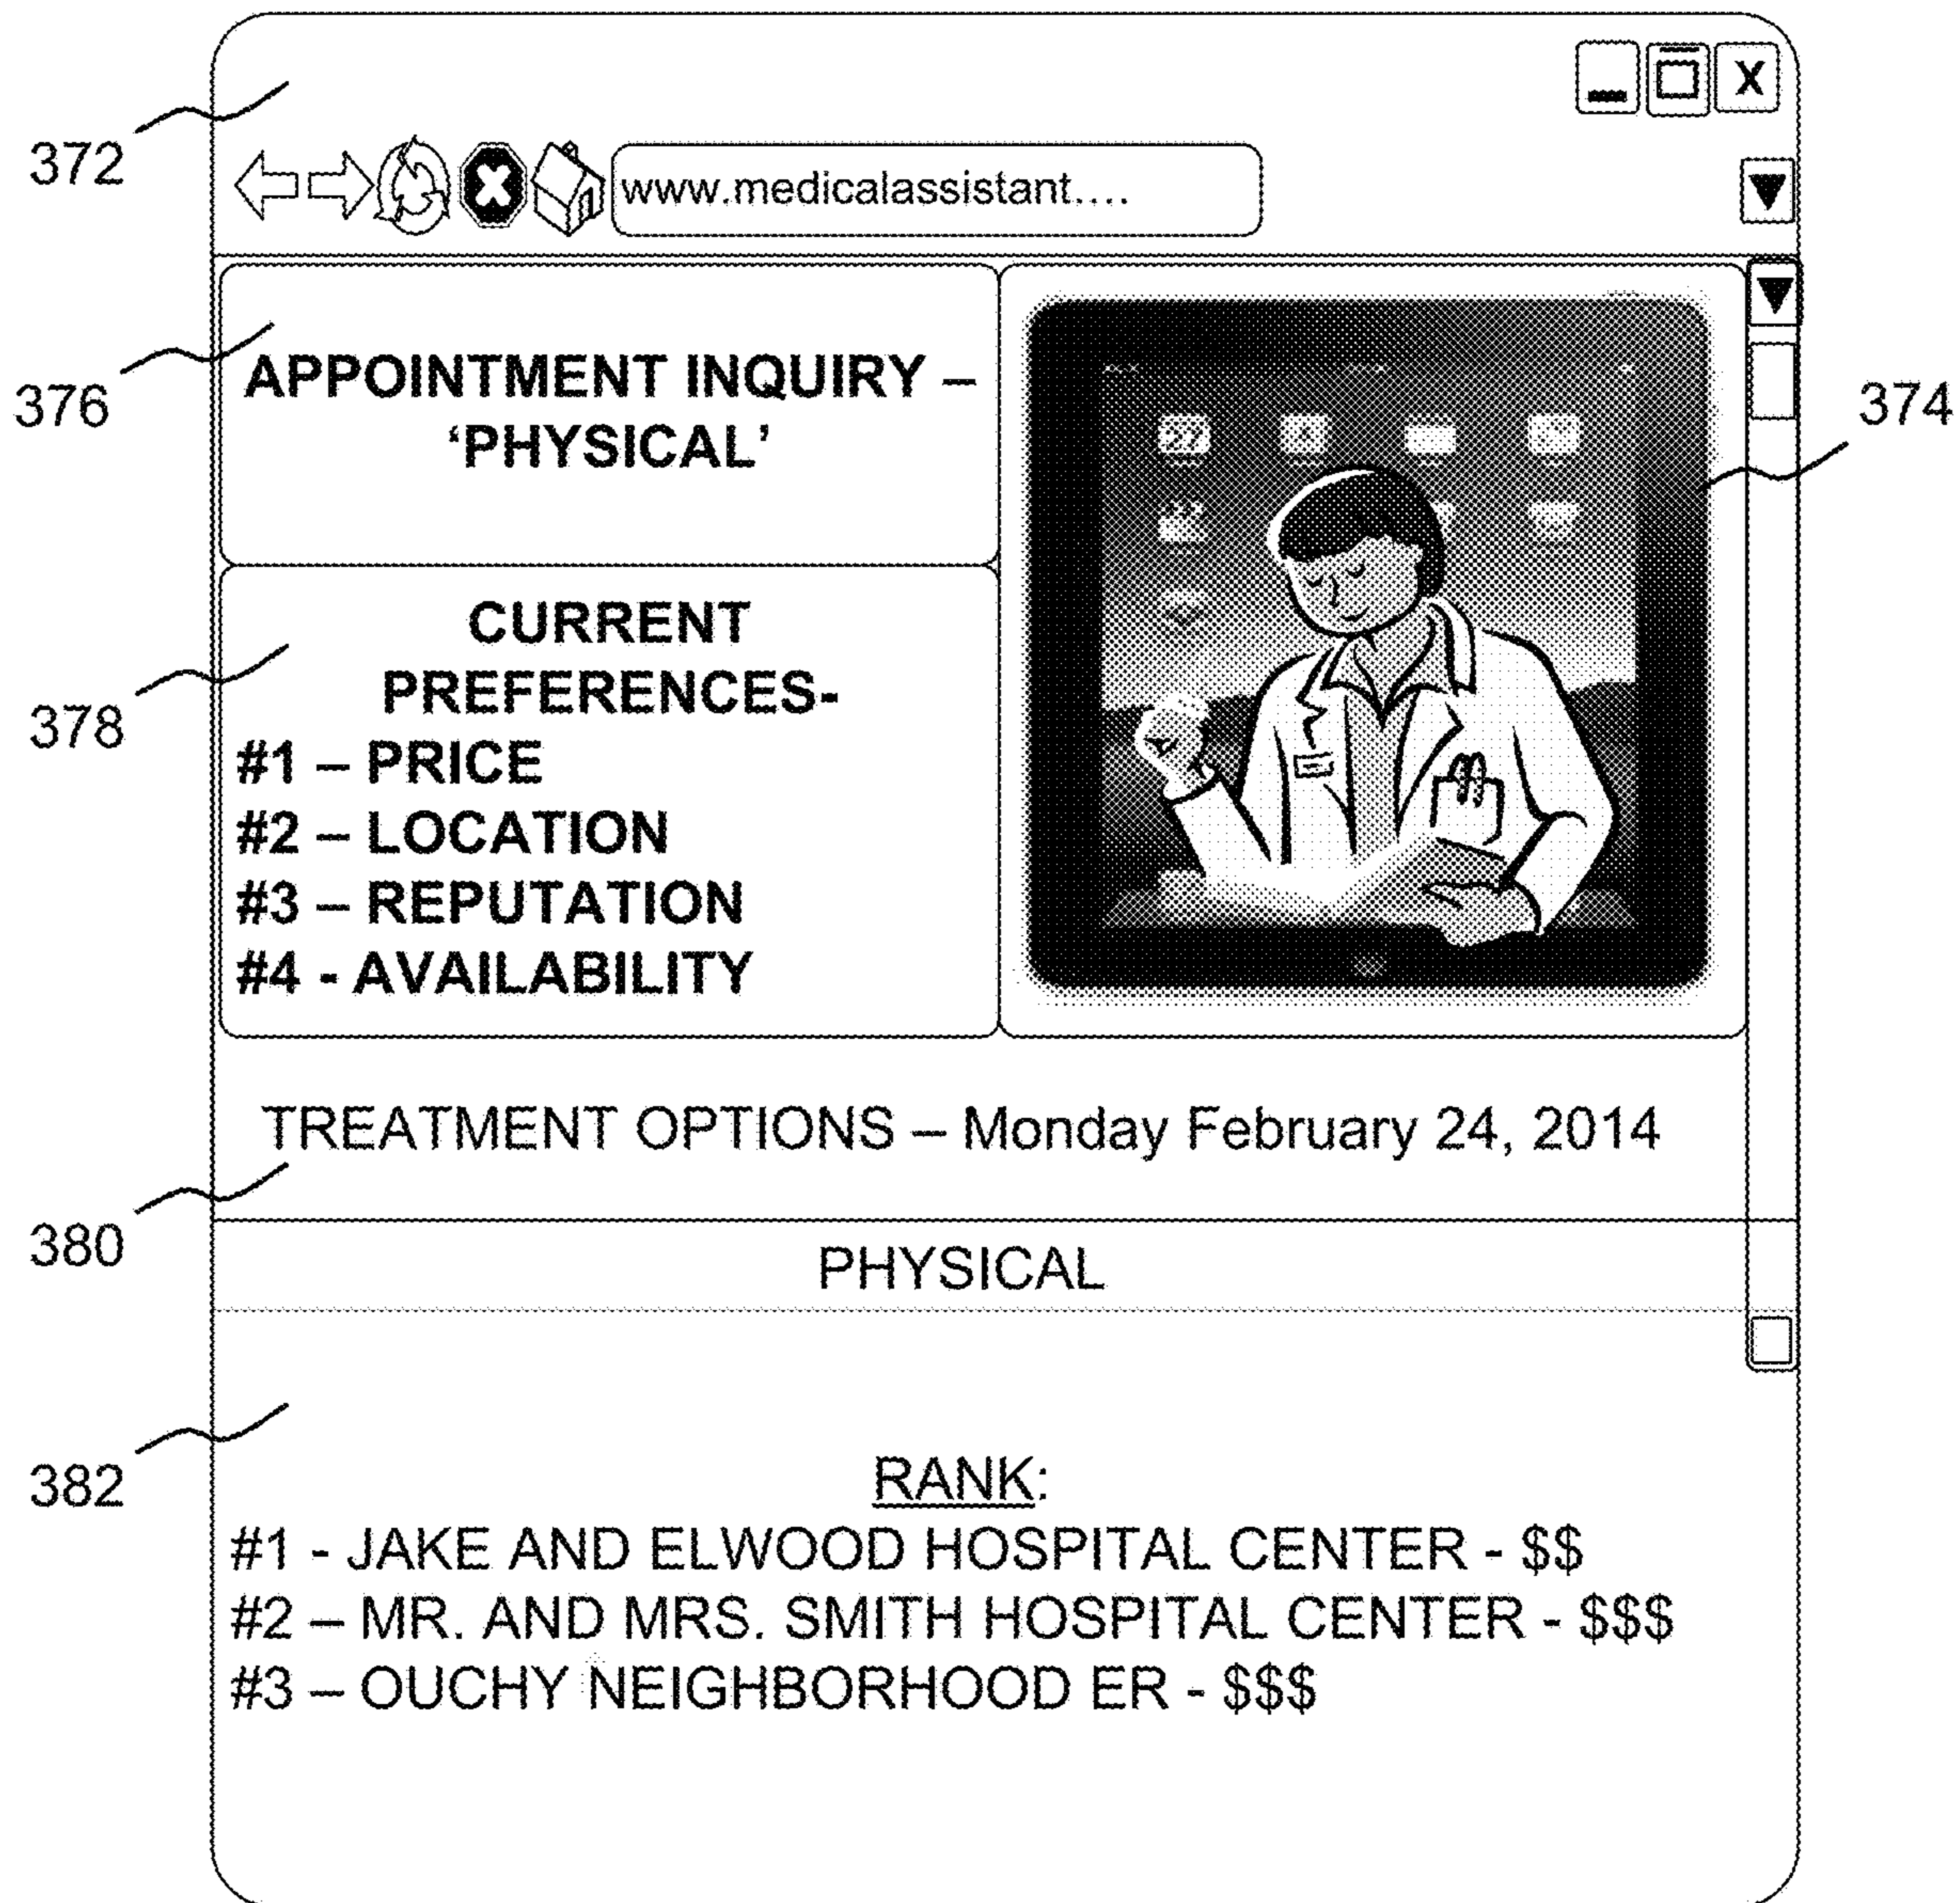 X
372
www.medicalassistant....
376
APPOINTMENT INQUIRY –
‘PHYSICAL’
374
378
CURRENT
PREFERENCES-
#1 – PRICE
#2 – LOCATION
#3 – REPUTATION
#4 - AVAILABILITY
TREATMENT OPTIONS – Monday February 24, 2014
380
PHYSICAL
382
RANK:
#1 - JAKE AND ELWOOD HOSPITAL CENTER - $$
#2 – MR. AND MRS. SMITH HOSPITAL CENTER - $$$
#3 – OUCHY NEIGHBORHOOD ER - $$$